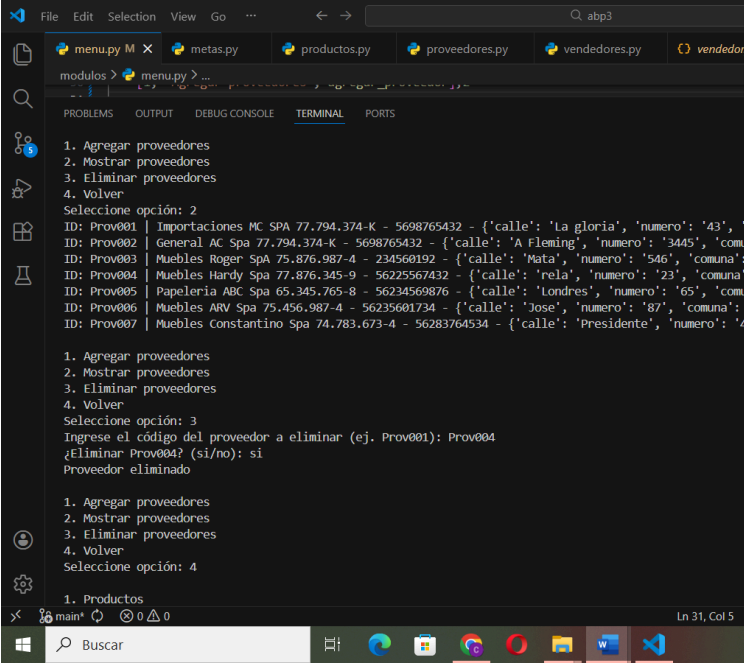 File Edit Selection View Go ... abp3
menu.py M metas.py productos.py proveedores.py vendedores.py {} vendedor
modulos > menu.py > ...
PROBLEMS OUTPUT DEBUG CONSOLE TERMINAL PORTS
1. Agregar proveedores
2. Mostrar proveedores
3. Eliminar proveedores
4. Volver
Seleccione opción: 2
ID: Prov001 | Importaciones MC SPA 77.794.374-K - 5698765432 - {'calle': 'La gloria', 'numero': '43', '
ID: Prov002 | General AC Spa 77.794.374-K - 5698765432 - {'calle': 'A Fleming', 'numero': '3445', 'comu
ID: Prov003 | Muebles Roger SpA 75.876.987-4 - 234560192 - {'calle': 'Mata', 'numero': '546', 'comuna':
ID: Prov004 | Muebles Hardy Spa 77.876.345-9 - 56225567432 - {'calle': 'rela', 'numero': '23', 'comuna'
ID: Prov005 | Papeleria ABC Spa 65.345.765-8 - 56234569876 - {'calle': 'Londres', 'numero': '65', 'comu
ID: Prov006 | Muebles ARV Spa 75.456.987-4 - 56235601734 - {'calle': 'Jose', 'numero': '87', 'comuna':
ID: Prov007 | Muebles Constantino Spa 74.783.673-4 - 56283764534 - {'calle': 'Presidente', 'numero': '4
1. Agregar proveedores
2. Mostrar proveedores
3. Eliminar proveedores
4. Volver
Seleccione opción: 3
Ingrese el código del proveedor a eliminar (ej. Prov001): Prov004
¿Eliminar Prov004? (si/no): si
Proveedor eliminado
1. Agregar proveedores
2. Mostrar proveedores
3. Eliminar proveedores
4. Volver
Seleccione opción: 4
1. Productos
5
main* 0 0 Ln 31, Col 5
Buscar